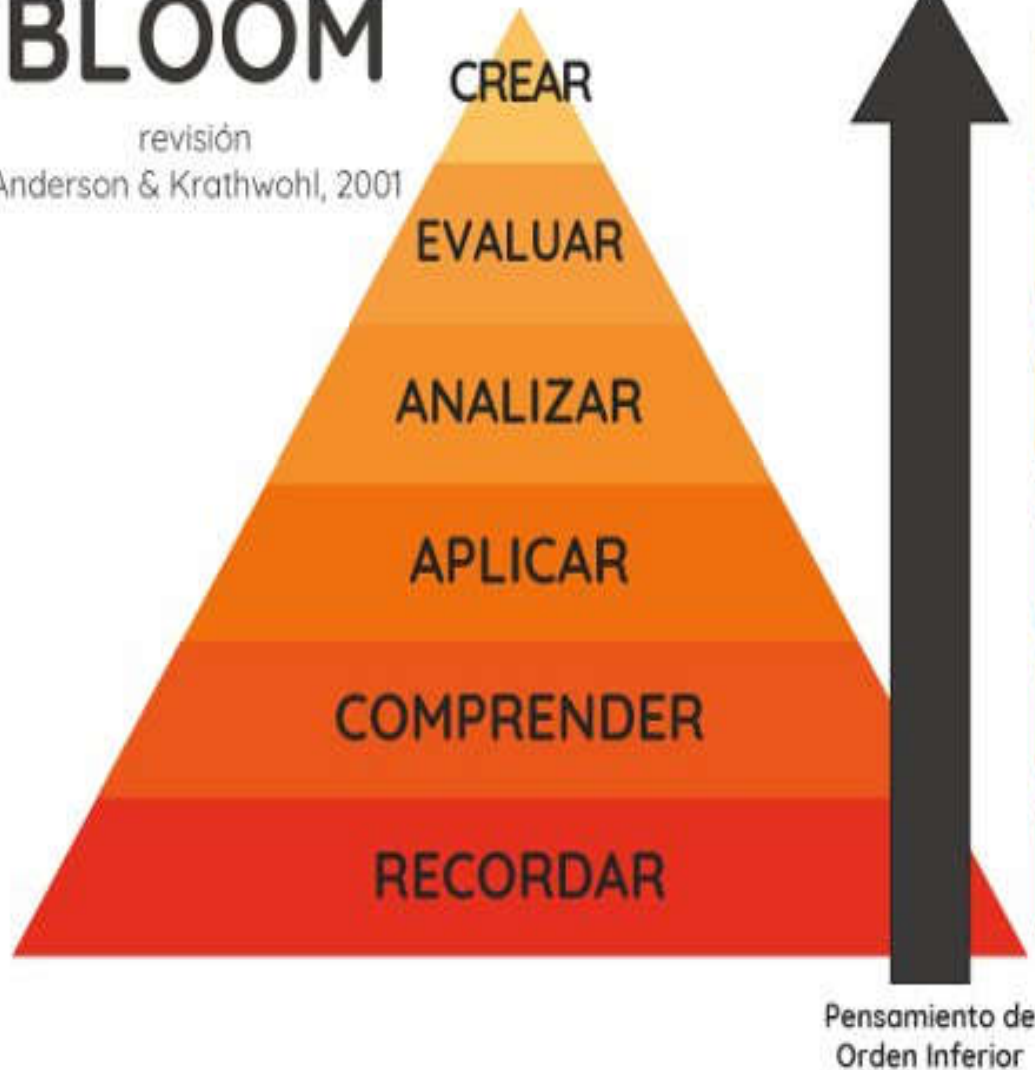 BLOOM
revisión
Anderson & Krathwohl, 2001
CREAR
EVALUAR
ANALIZAR
APLICAR
COMPRENDER
RECORDAR
Pensamiento de
Orden Inferior